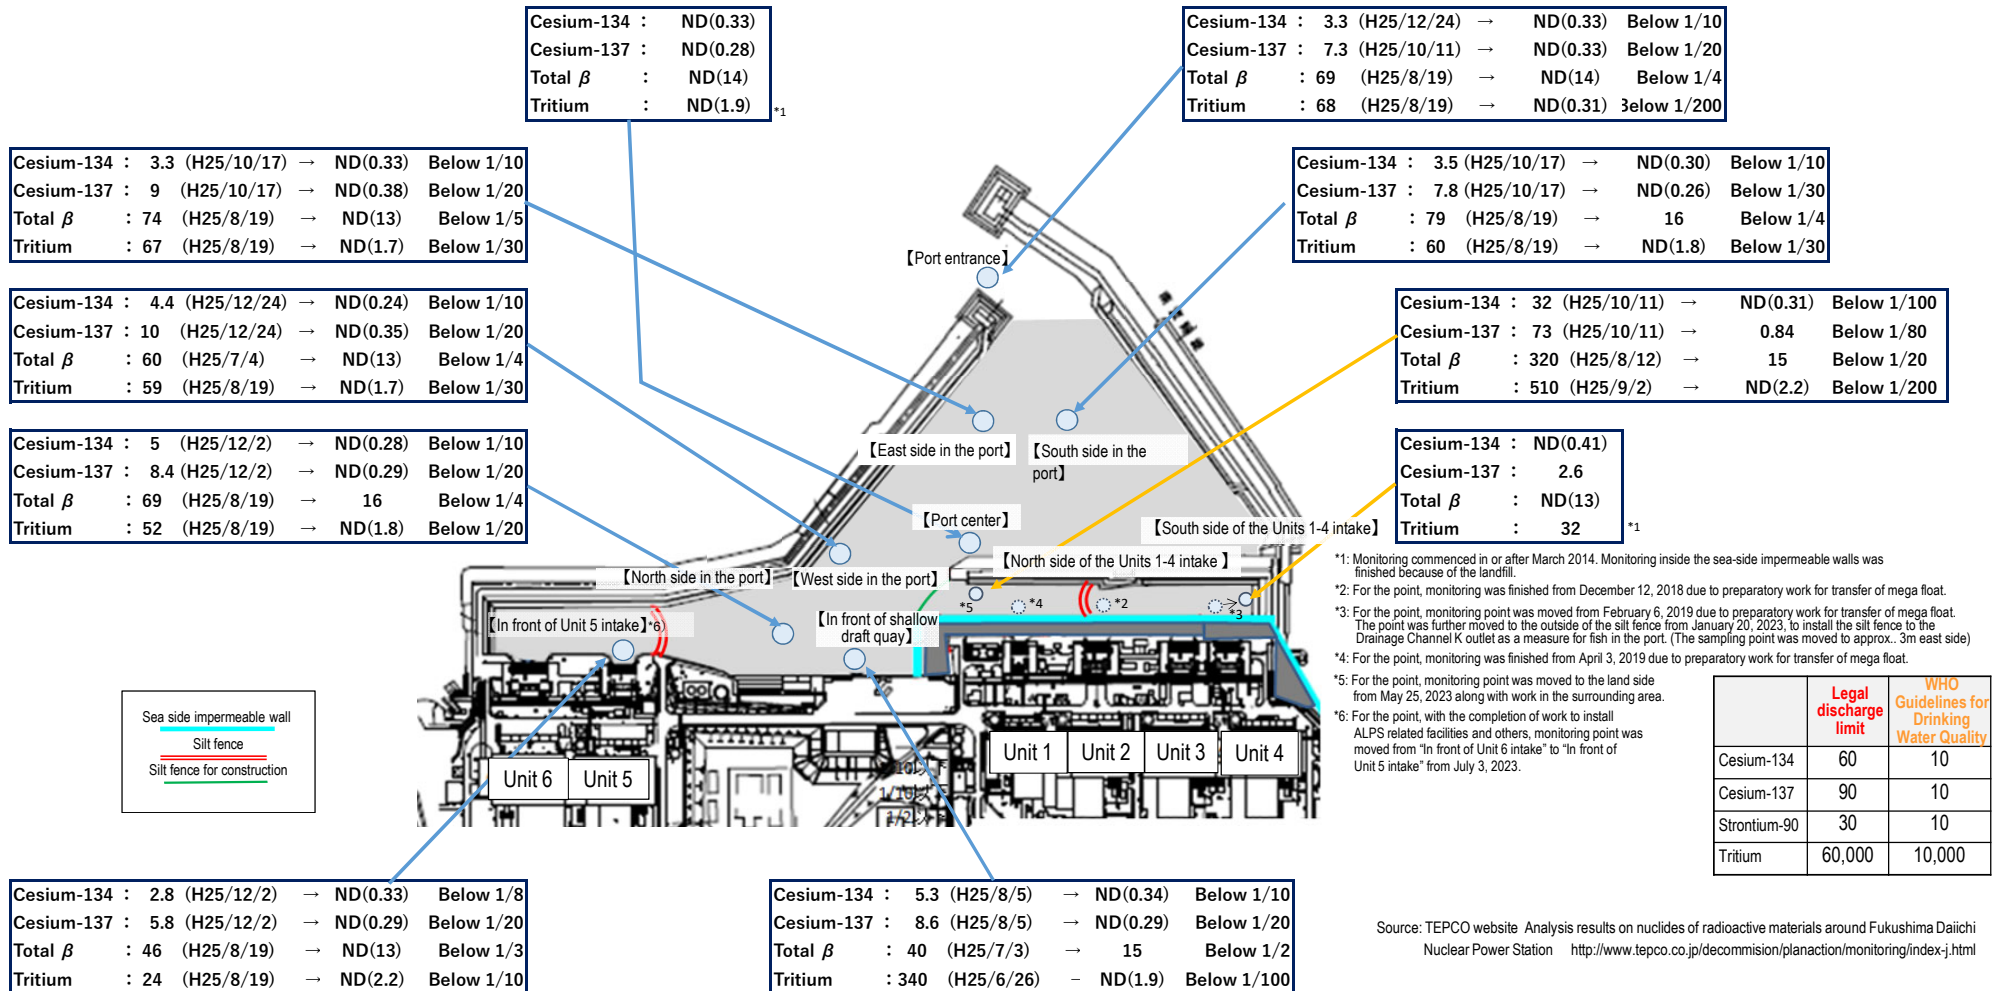 Cesium-134 : ND(0.33)
Cesium-137 : ND(0.28)
Total β : ND(14)
Tritium : ND(1.9)
*1
Cesium-134 : 3.3 (H25/12/24) → ND(0.33) Below 1/10
Cesium-137 : 7.3 (H25/10/11) → ND(0.33) Below 1/20
Total β : 69 (H25/8/19) → ND(14) Below 1/4
Tritium : 68 (H25/8/19) → ND(0.31) Below 1/200
Cesium-134 : 3.3 (H25/10/17) → ND(0.33) Below 1/10
Cesium-137 : 9 (H25/10/17) → ND(0.38) Below 1/20
Total β : 74 (H25/8/19) → ND(13) Below 1/5
Tritium : 67 (H25/8/19) → ND(1.7) Below 1/30
Cesium-134 : 3.5 (H25/10/17) → ND(0.30) Below 1/10
Cesium-137 : 7.8 (H25/10/17) → ND(0.26) Below 1/30
Total β : 79 (H25/8/19) → 16 Below 1/4
Tritium : 60 (H25/8/19) → ND(1.8) Below 1/30
Cesium-134 : 4.4 (H25/12/24) → ND(0.24) Below 1/10
Cesium-137 : 10 (H25/12/24) → ND(0.35) Below 1/20
Total β : 60 (H25/7/4) → ND(13) Below 1/4
Tritium : 59 (H25/8/19) → ND(1.7) Below 1/30
Cesium-134 : 32 (H25/10/11) → ND(0.31) Below 1/100
Cesium-137 : 73 (H25/10/11) → 0.84 Below 1/80
Total β : 320 (H25/8/12) → 15 Below 1/20
Tritium : 510 (H25/9/2) → ND(2.2) Below 1/200
Cesium-134 : 5 (H25/12/2) → ND(0.28) Below 1/10
Cesium-137 : 8.4 (H25/12/2) → ND(0.29) Below 1/20
Total β : 69 (H25/8/19) → 16 Below 1/4
Tritium : 52 (H25/8/19) → ND(1.8) Below 1/20
Cesium-134 : ND(0.41)
Cesium-137 : 2.6
Total β : ND(13)
Tritium : 32
*1
【Port entrance】
【East side in the port】
【South side in the
port】
【Port center】
【South side of the Units 1-4 intake】
【North side of the Units 1-4 intake 】
【North side in the port】
【West side in the port】
*5
*4
*2
*3
【In front of Unit 5 intake】*6)
【In front of shallow
draft quay】
Unit 1
Unit 2
Unit 3
Unit 4
Unit 6
Unit 5
1/10
1/2
Sea side impermeable wall
Silt fence
Silt fence for construction
*1: Monitoring commenced in or after March 2014. Monitoring inside the sea-side impermeable walls was
finished because of the landfill.
*2: For the point, monitoring was finished from December 12, 2018 due to preparatory work for transfer of mega float.
*3: For the point, monitoring point was moved from February 6, 2019 due to preparatory work for transfer of mega float.
The point was further moved to the outside of the silt fence from January 20, 2023, to install the silt fence to the
Drainage Channel K outlet as a measure for fish in the port. (The sampling point was moved to approx.. 3m east side)
*4: For the point, monitoring was finished from April 3, 2019 due to preparatory work for transfer of mega float.
*5: For the point, monitoring point was moved to the land side
from May 25, 2023 along with work in the surrounding area.
*6: For the point, with the completion of work to install
ALPS related facilities and others, monitoring point was
moved from “In front of Unit 6 intake” to “In front of
Unit 5 intake” from July 3, 2023.
Legal discharge limit
WHO Guidelines for Drinking Water Quality
Cesium-134 60 10
Cesium-137 90 10
Strontium-90 30 10
Tritium 60,000 10,000
Cesium-134 : 2.8 (H25/12/2) → ND(0.33) Below 1/8
Cesium-137 : 5.8 (H25/12/2) → ND(0.29) Below 1/20
Total β : 46 (H25/8/19) → ND(13) Below 1/3
Tritium : 24 (H25/8/19) → ND(2.2) Below 1/10
Cesium-134 : 5.3 (H25/8/5) → ND(0.34) Below 1/10
Cesium-137 : 8.6 (H25/8/5) → ND(0.29) Below 1/20
Total β : 40 (H25/7/3) → 15 Below 1/2
Tritium : 340 (H25/6/26) － ND(1.9) Below 1/100
Source: TEPCO website Analysis results on nuclides of radioactive materials around Fukushima Daiichi
Nuclear Power Station http://www.tepco.co.jp/decommision/planaction/monitoring/index-j.html